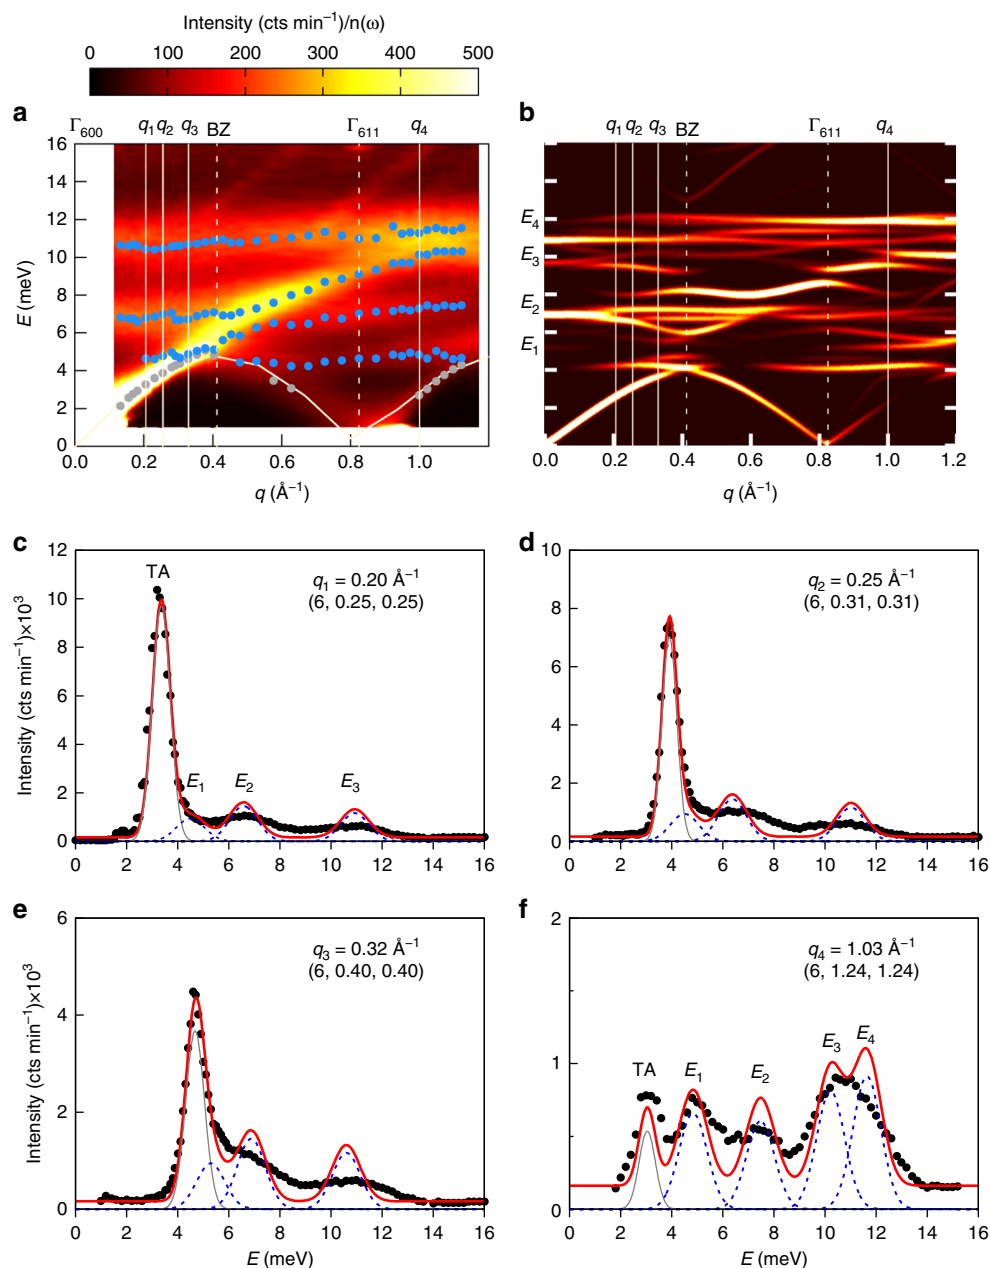 Intensity (cts min⁻¹)/n(ω)
0 100 200 300 400 500
a
Γ₆₀₀ q₁ q₂ q₃ BZ Γ₆₁₁ q₄
16
14
12
10
8
6
4
2
0
E (meV)
0.0 0.2 0.4 0.6 0.8 1.0
q (Å⁻¹)
b
q₁ q₂ q₃ BZ Γ₆₁₁ q₄
E₄
E₃
E₂
E₁
0.0 0.2 0.4 0.6 0.8 1.0 1.2
q (Å⁻¹)
c
12
10
8
6
4
2
0
Intensity (cts min⁻¹)×10³
TA
q₁ = 0.20 Å⁻¹
(6, 0.25, 0.25)
E₁ E₂ E₃
0 2 4 6 8 10 12 14 16
d
10
8
6
4
2
0
q₂ = 0.25 Å⁻¹
(6, 0.31, 0.31)
0 2 4 6 8 10 12 14 16
e
6
4
2
0
Intensity (cts min⁻¹)×10³
q₃ = 0.32 Å⁻¹
(6, 0.40, 0.40)
0 2 4 6 8 10 12 14 16
E (meV)
f
2
1
0
q₄ = 1.03 Å⁻¹
(6, 1.24, 1.24)
TA E₁ E₂ E₃ E₄
0 2 4 6 8 10 12 14 16
E (meV)